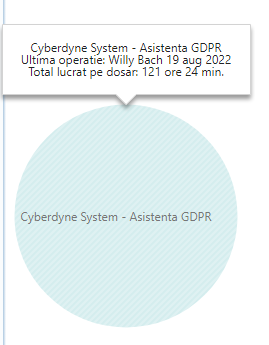 Cyberdyne System - Asistenta GDPR
Ultima operatie: Willy Bach 19 aug 2022
Total lucrat pe dosar: 121 ore 24 min.
Cyberdyne System - Asistenta GDPR